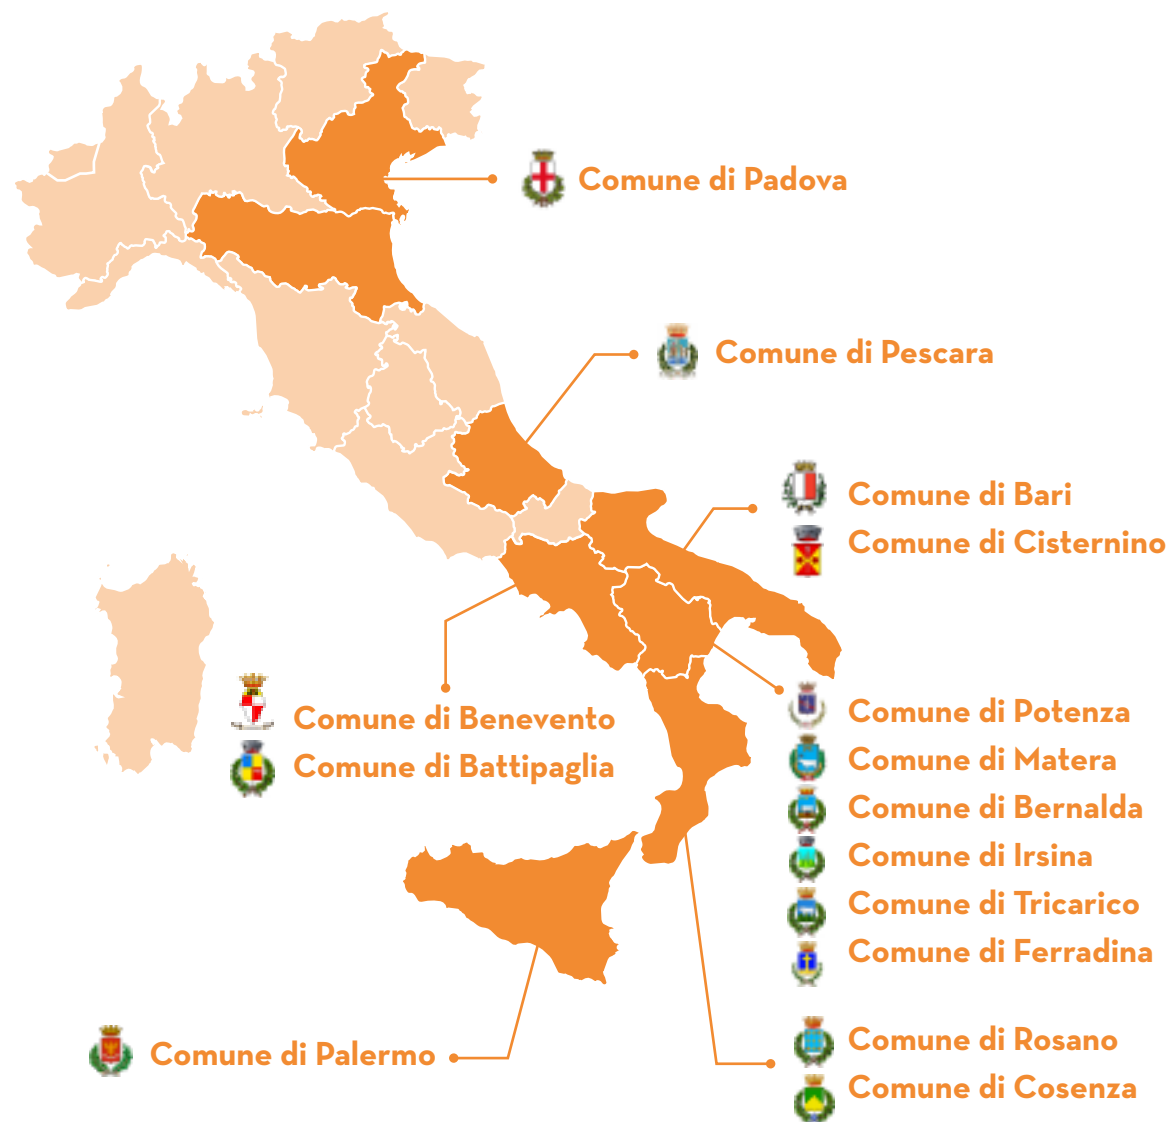 Comune di Padova
Comune di Pescara
Comune di Bari
Comune di Cisternino
Comune di Benevento
Comune di Battipaglia
Comune di Potenza
Comune di Matera
Comune di Bernalda
Comune di Irsina
Comune di Tricarico
Comune di Ferradina
Comune di Rosano
Comune di Cosenza
Comune di Palermo